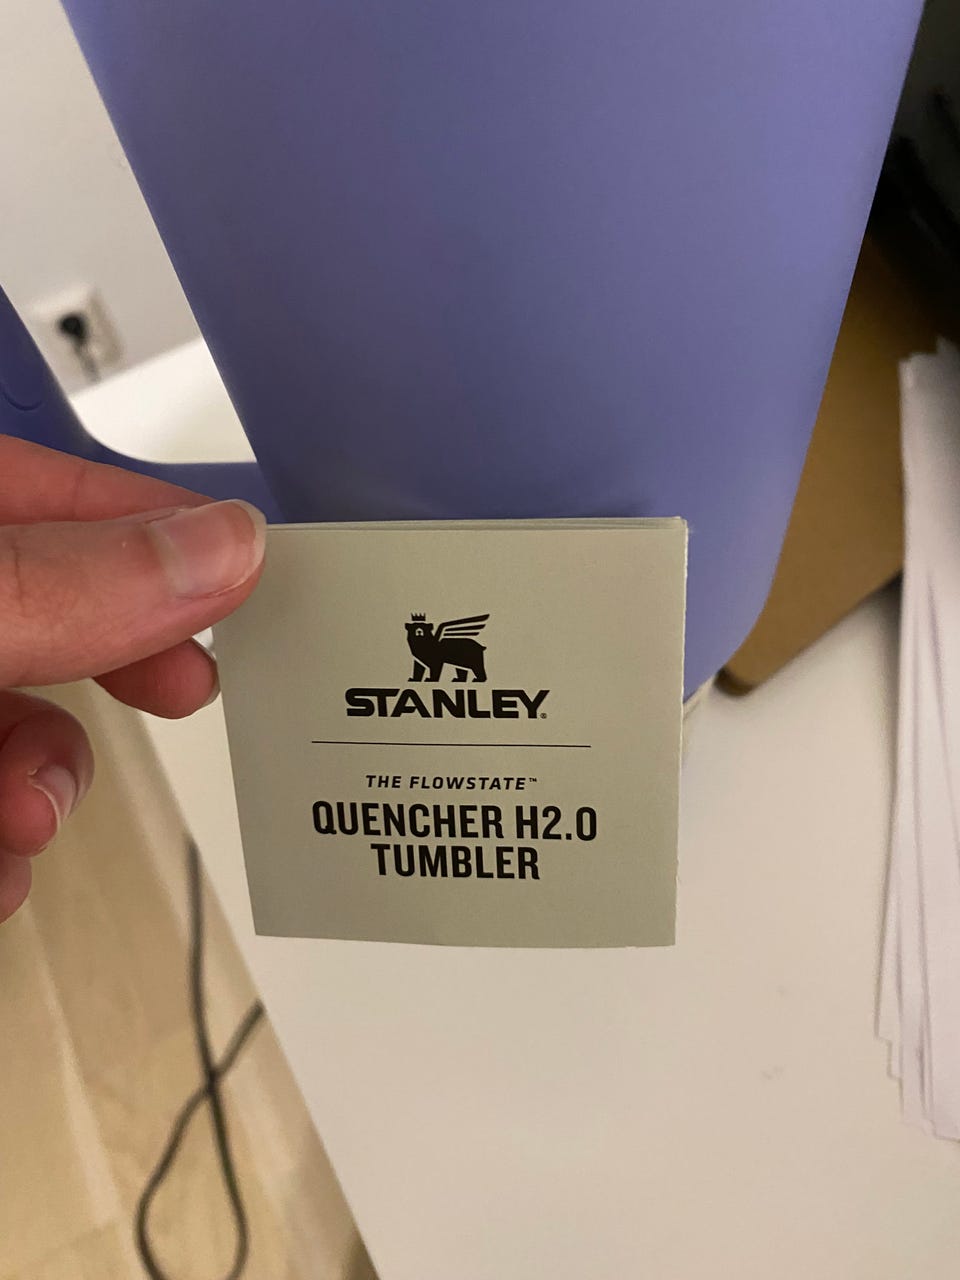 STANLEY®
THE FLOWSTATE™
QUENCHER H2.0
TUMBLER